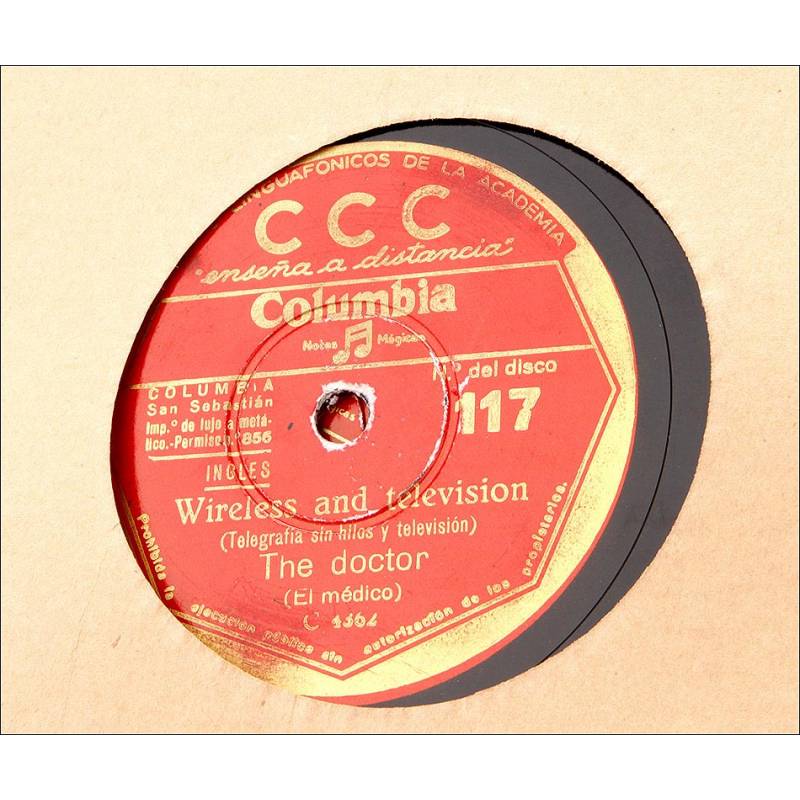 LINGUAFONICOS DE LA ACADEMIA
CCC
"enseña a distancia"
Columbia
Notas Mágicas
Nº del disco
117
COLUMBIA
San Sebastián
Imp.º de lujo a metá-
lico.-Permiso n.º 856
INGLES
Wireless and television
(Telegrafía sin hilos y televisión)
The doctor
(El médico)
C 4362
Prohibida la ejecución pública sin autorización de los propietarios.